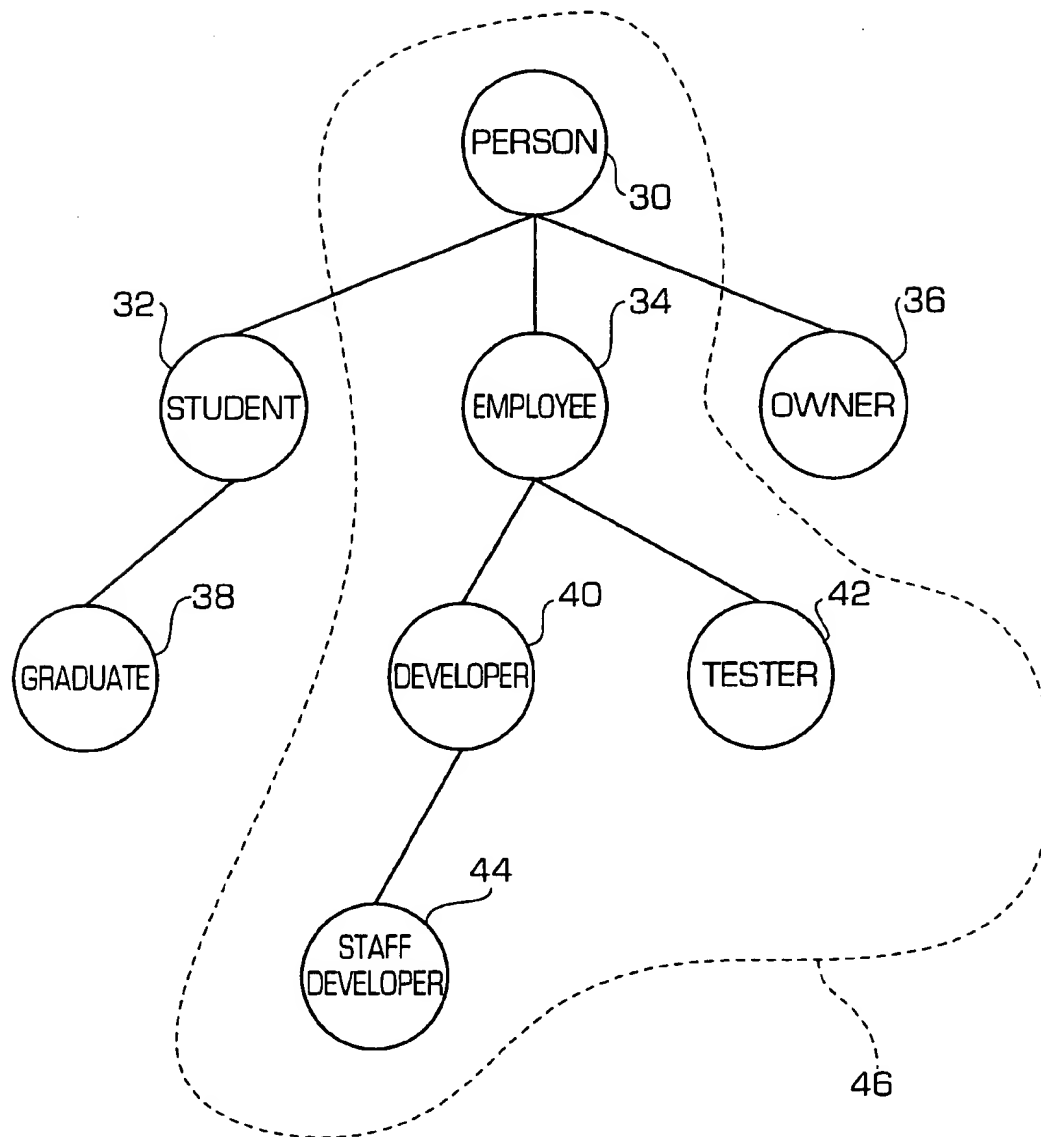 PERSON
30
32
34
36
STUDENT
EMPLOYEE
OWNER
38
40
42
GRADUATE
DEVELOPER
TESTER
44
STAFF
DEVELOPER
46